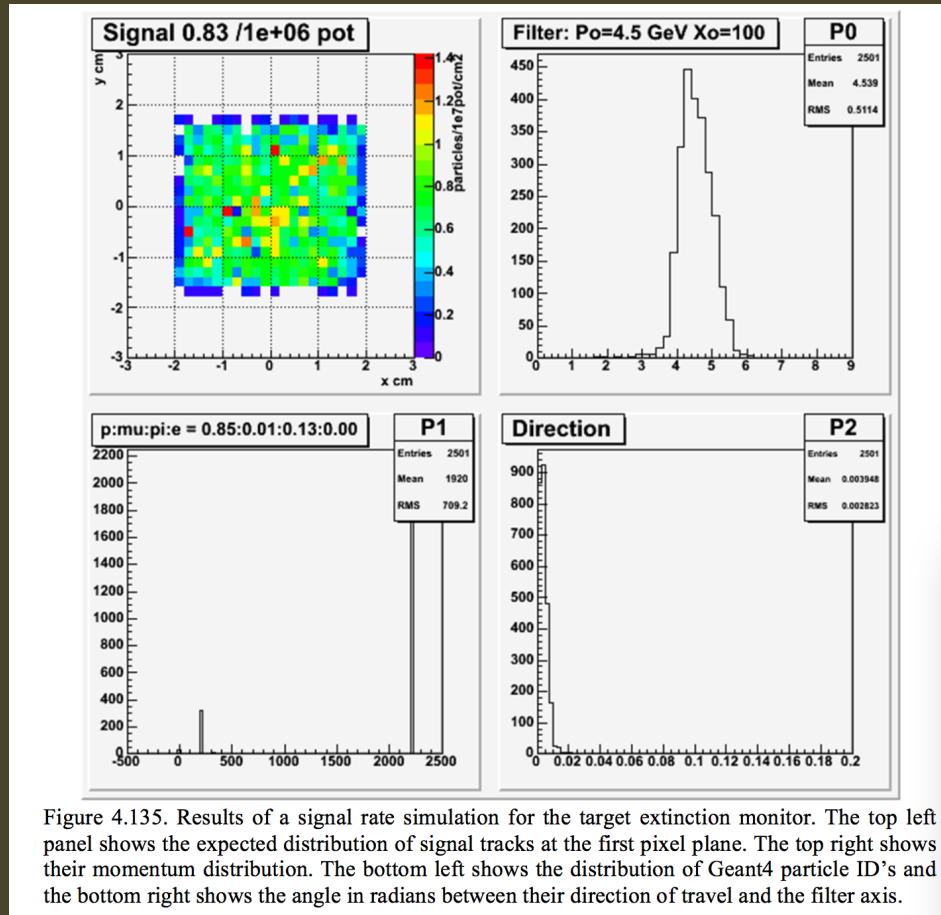 Signal 0.83 /1e+06 pot
y cm
3
2
1
0
-1
-2
-3
-3 -2 -1 0 1 2 3
x cm
1.4
1.2
1
0.8
0.6
0.4
0.2
0
particles/1e7pot/cm2
Filter: Po=4.5 GeV Xo=100
P0
Entries 2501
Mean 4.539
RMS 0.5114
450
400
350
300
250
200
150
100
50
0
0 1 2 3 4 5 6 7 8 9
p:mu:pi:e = 0.85:0.01:0.13:0.00
P1
Entries 2501
Mean 1920
RMS 709.2
2200
2000
1800
1600
1400
1200
1000
800
600
400
200
0
-500 0 500 1000 1500 2000 2500
Direction
P2
Entries 2501
Mean 0.003948
RMS 0.002823
900
800
700
600
500
400
300
200
100
0
0 0.02 0.04 0.06 0.08 0.1 0.12 0.14 0.16 0.18 0.2
Figure 4.135. Results of a signal rate simulation for the target extinction monitor. The top left
panel shows the expected distribution of signal tracks at the first pixel plane. The top right shows
their momentum distribution. The bottom left shows the distribution of Geant4 particle ID's and
the bottom right shows the angle in radians between their direction of travel and the filter axis.